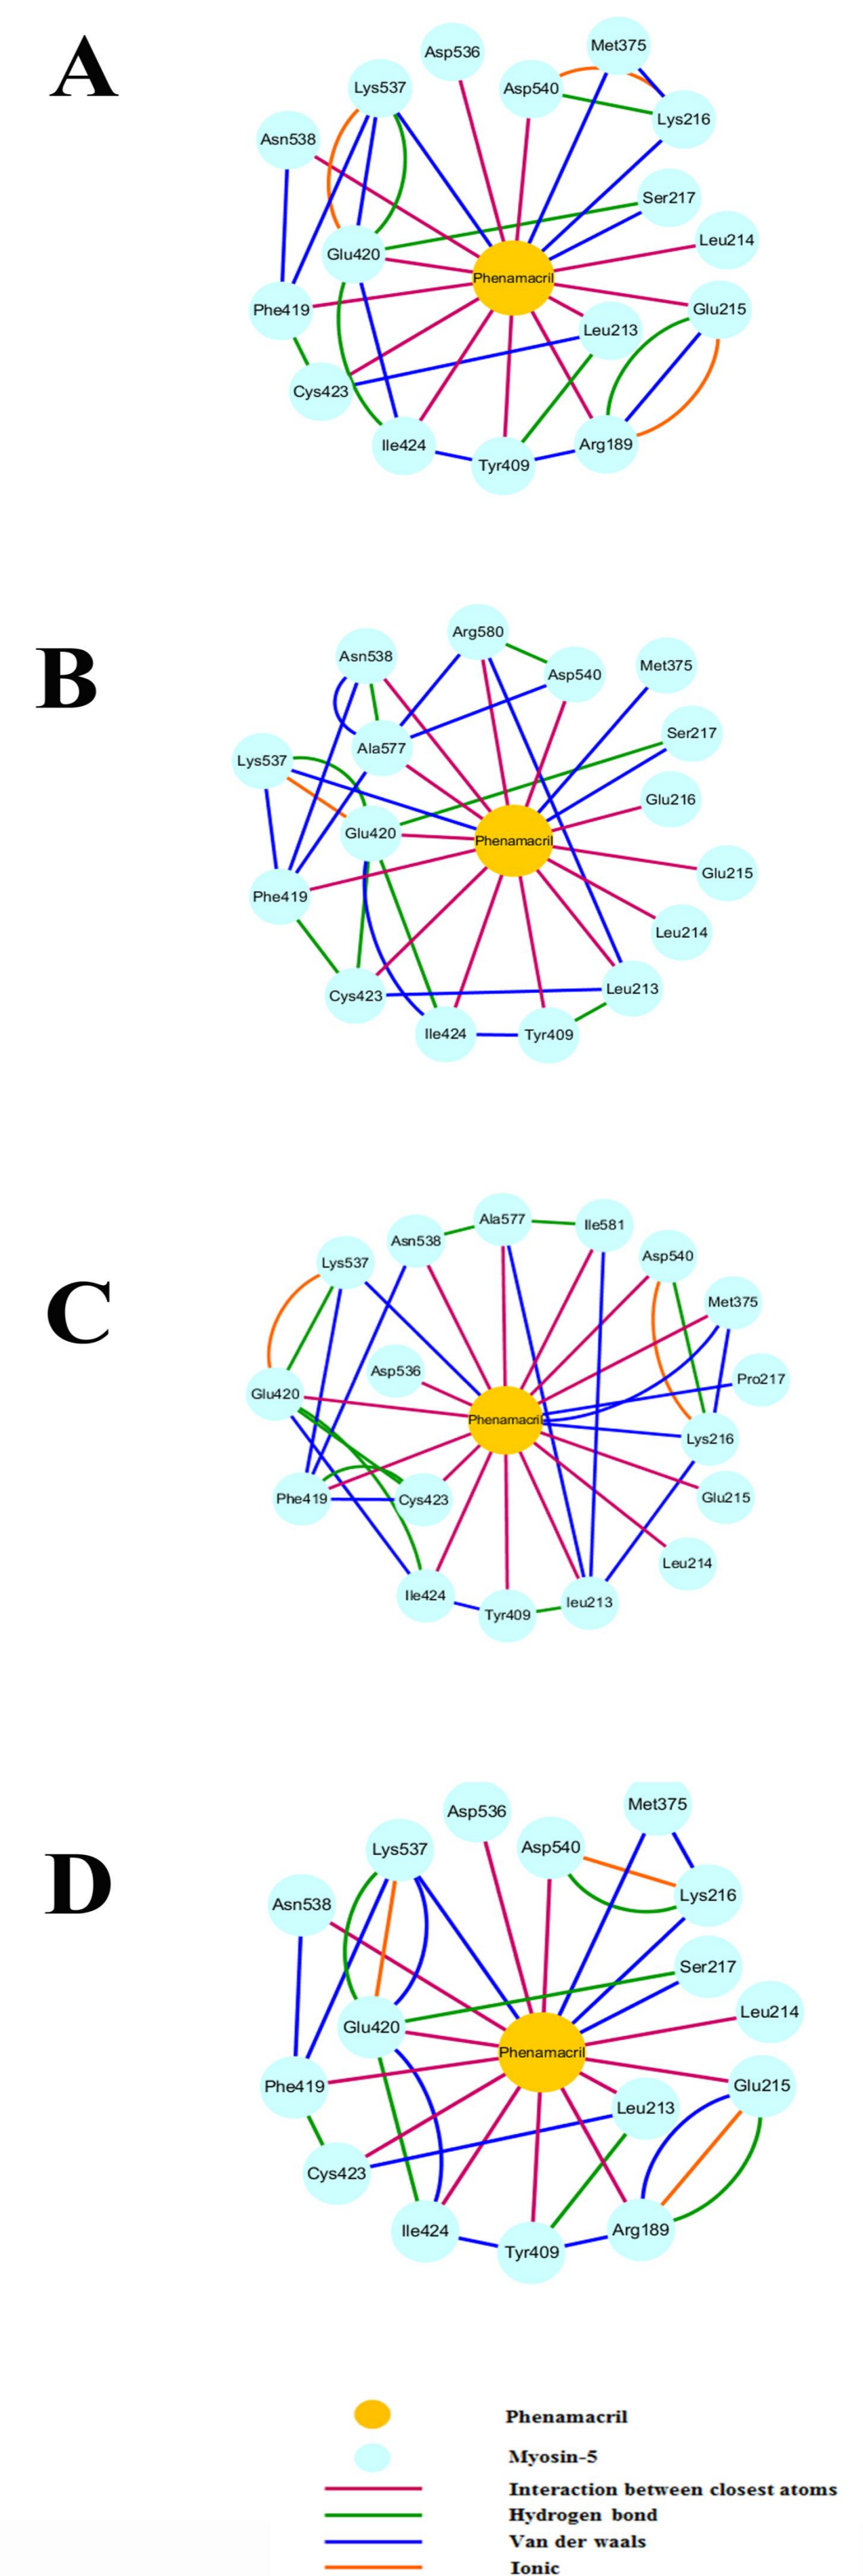 A
Asp536
Met375
Lys537
Asp540
Lys216
Asn538
Ser217
Leu214
Glu420
Phenamacril
Phe419
Glu215
Leu213
Cys423
Ile424
Arg189
Tyr409
B
Arg580
Asn538
Met375
Asp540
Ser217
Ala577
Lys537
Glu216
Glu420
Phenamacril
Glu215
Phe419
Leu214
Leu213
Cys423
Ile424
Tyr409
C
Ala577
Ile581
Asn538
Asp540
Lys537
Met375
Asp536
Pro217
Glu420
Phenamacril
Lys216
Glu215
Phe419
Cys423
Leu214
Ile424
leu213
Tyr409
D
Met375
Asp536
Asp540
Lys537
Lys216
Asn538
Ser217
Leu214
Glu420
Phenamacril
Phe419
Glu215
Leu213
Cys423
Ile424
Arg189
Tyr409
Phenamacril
Myosin-5
Interaction between closest atoms
Hydrogen bond
Van der waals
Ionic